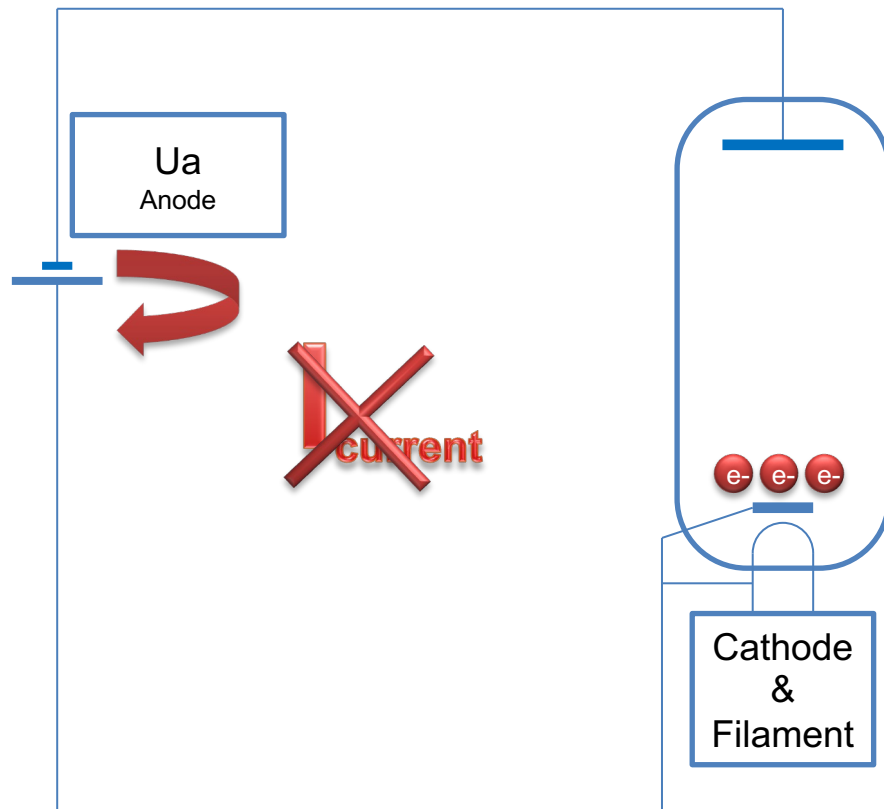 Ua
Anode
I
current
e- e- e-
Cathode
&
Filament